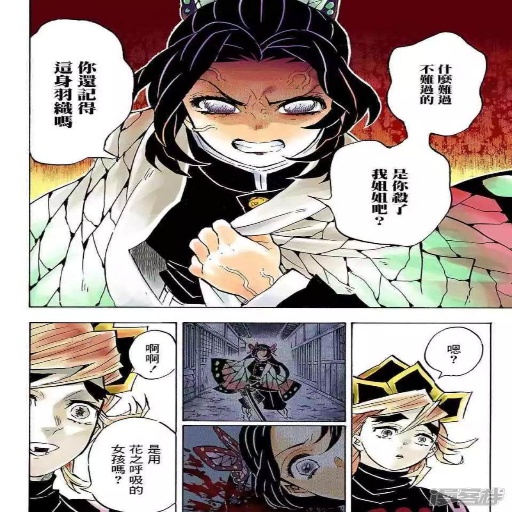 什麼難過
不難過的
是你殺了
我姐姐吧?
你還記得
這身羽織嗎
嗯?
啊啊!
是用
花之呼吸的
女孩嗎?